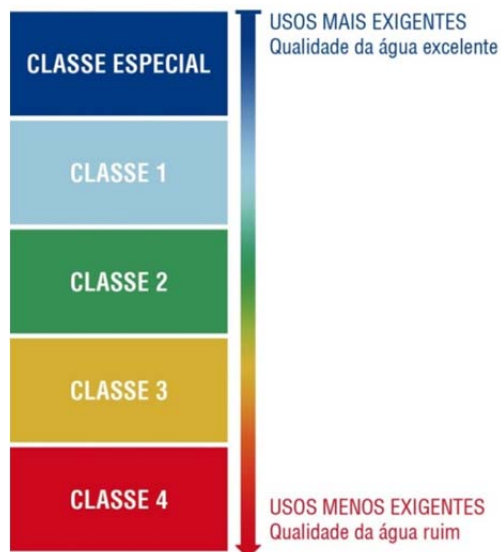 USOS MAIS EXIGENTES
Qualidade da água excelente
CLASSE ESPECIAL
CLASSE 1
CLASSE 2
CLASSE 3
CLASSE 4
USOS MENOS EXIGENTES
Qualidade da água ruim